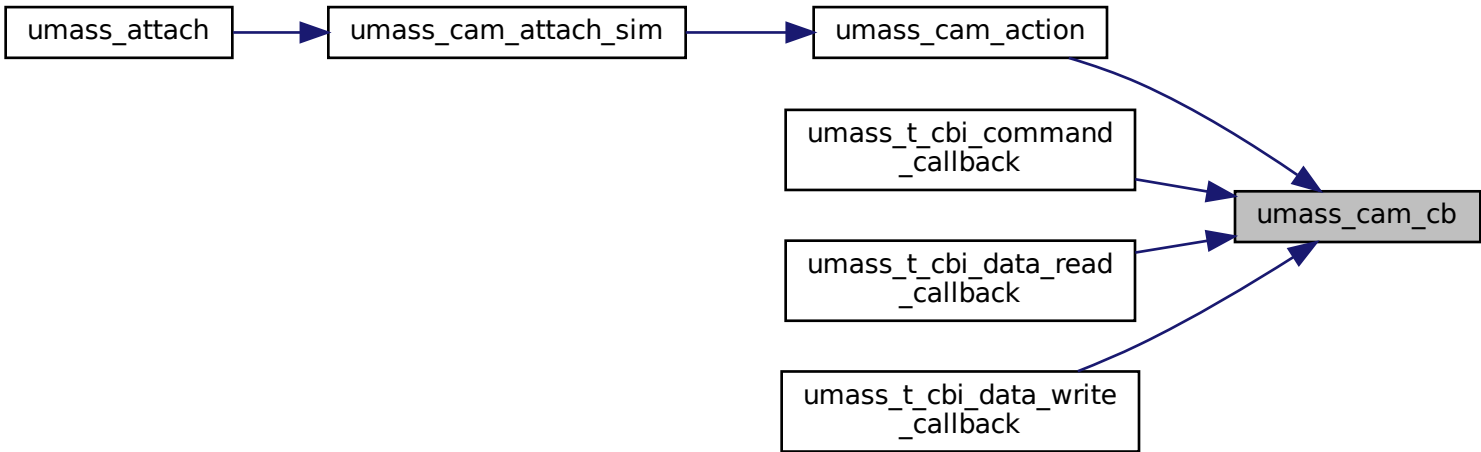 umass_attach
umass_cam_attach_sim
umass_cam_action
umass_t_cbi_command
_callback
umass_cam_cb
umass_t_cbi_data_read
_callback
umass_t_cbi_data_write
_callback